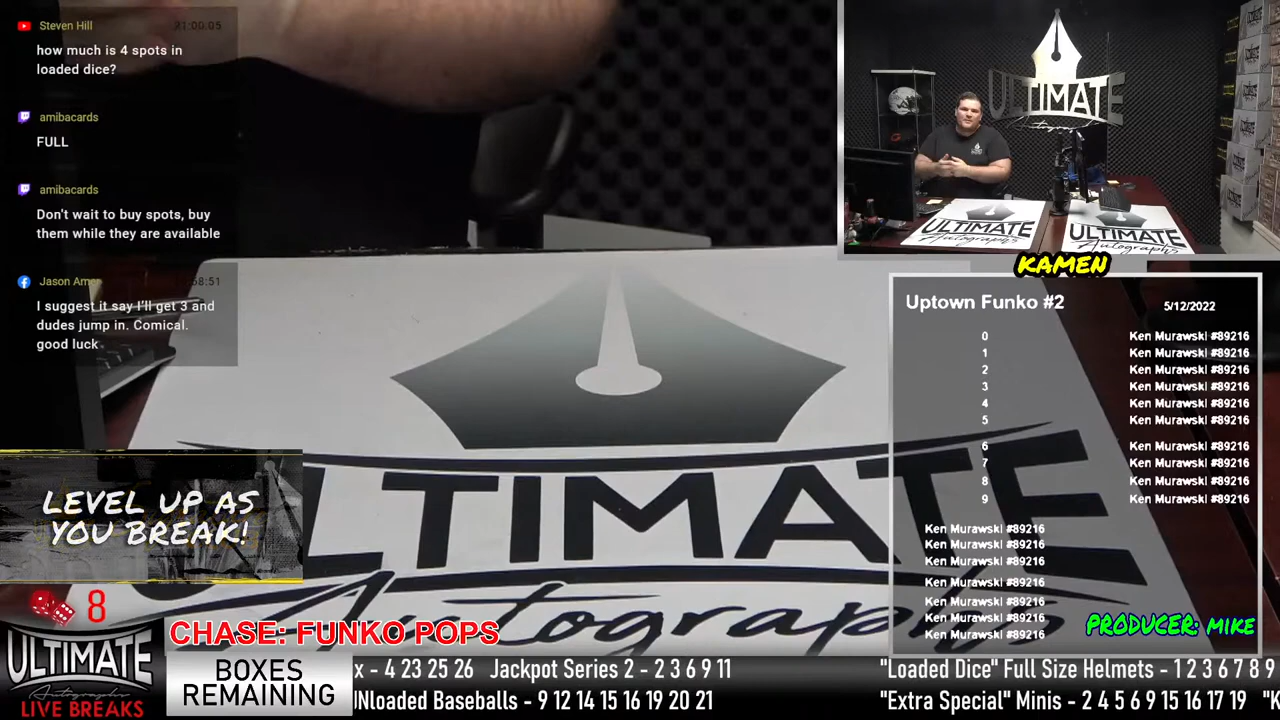 Steven Hill 21:00:05
how much is 4 spots in
loaded dice?
amibacards
FULL
amibacards
Don't wait to buy spots, buy
them while they are available
Jason Amer
I suggest it say I'll get 3 and
dudes jump in. Comical.
good luck
LEVEL UP AS
YOU BREAK!
8
ULTIMATE
Autographs
LIVE BREAKS
CHASE: FUNKO POPS
BOXES
REMAINING
x - 4 23 25 26 Jackpot Series 2 - 2 3 6 9 11 "Loaded Dice" Full Size Helmets - 1 2 3 6 7 8 9
UNloaded Baseballs - 9 12 14 15 16 19 20 21 "Extra Special" Minis - 2 4 5 6 9 15 16 17 19 "K
ULTIMATE
Autographs
ULTIMATE
Autographs
ULTIMATE
Autographs
ULTIMATE
Autographs
KAMEN
Uptown Funko #2 5/12/2022
0 Ken Murawski #89216
1 Ken Murawski #89216
2 Ken Murawski #89216
3 Ken Murawski #89216
4 Ken Murawski #89216
5 Ken Murawski #89216
6 Ken Murawski #89216
7 Ken Murawski #89216
8 Ken Murawski #89216
9 Ken Murawski #89216
Ken Murawski #89216
Ken Murawski #89216
Ken Murawski #89216
Ken Murawski #89216
Ken Murawski #89216
Ken Murawski #89216
Ken Murawski #89216
PRODUCER: MIKE